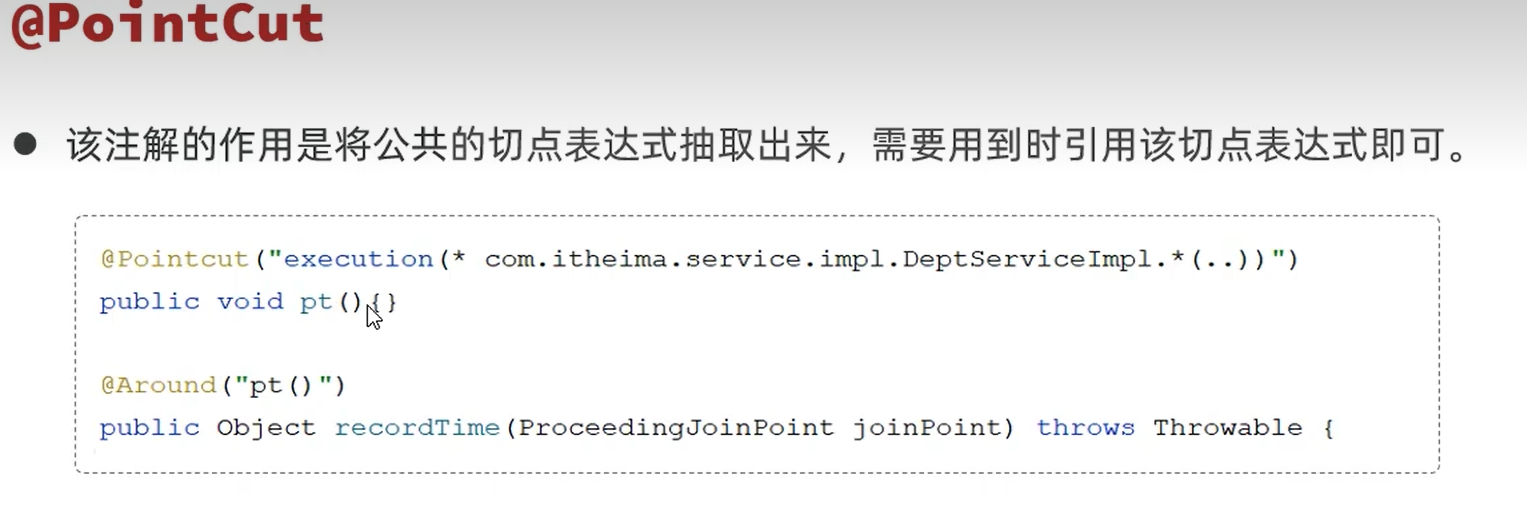 @PointCut
● 该注解的作用是将公共的切点表达式抽取出来，需要用到时引用该切点表达式即可。
@Pointcut("execution(* com.itheima.service.impl.DeptServiceImpl.*(..))")
public void pt(){}
@Around("pt()")
public Object recordTime(ProceedingJoinPoint joinPoint) throws Throwable {